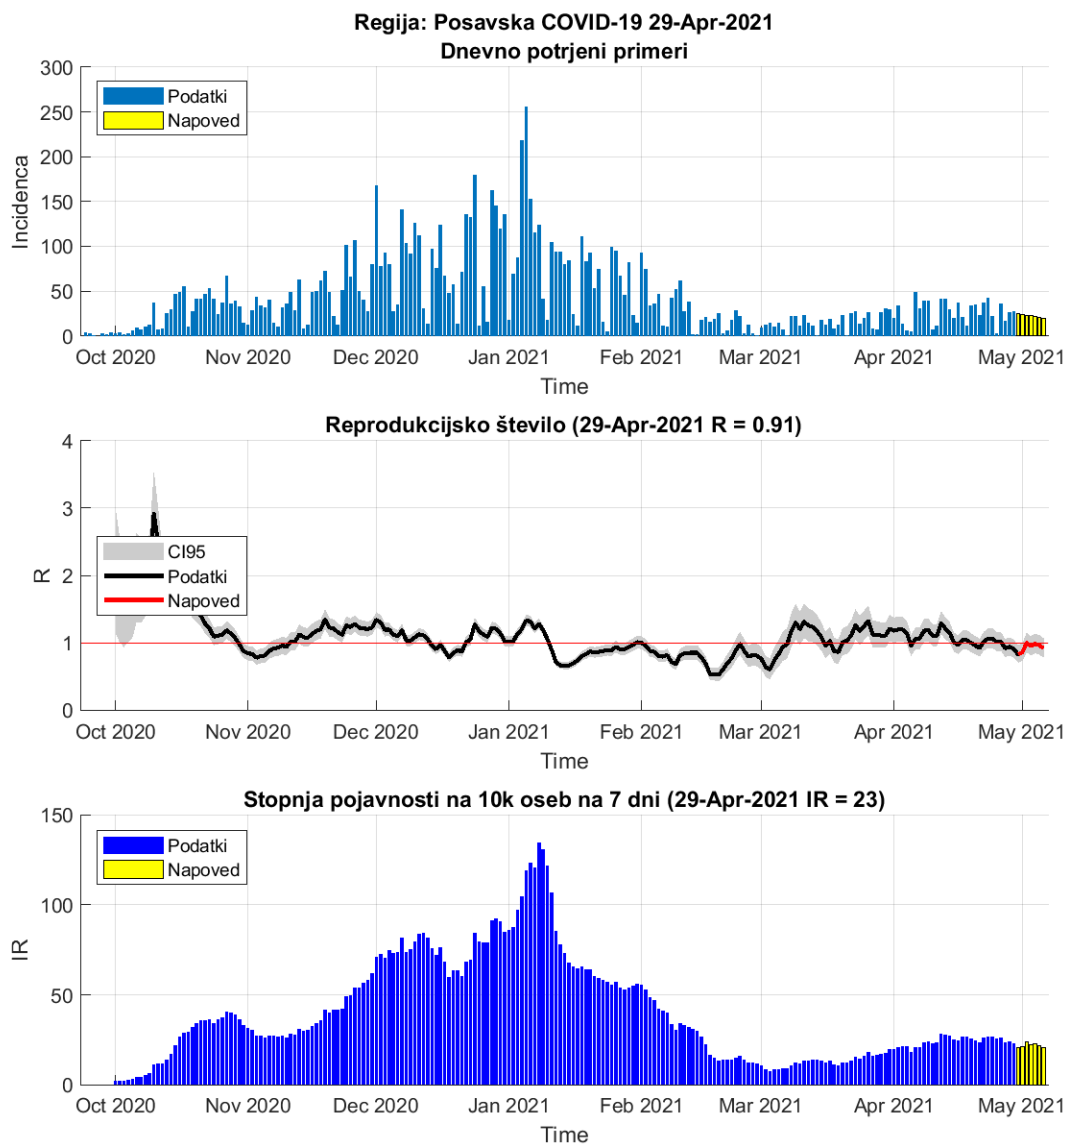 Regija: Posavska COVID-19 29-Apr-2021
Dnevno potrjeni primeri
300
250
200
150
100
50
0
Incidenca
Podatki
Napoved
Oct 2020 Nov 2020 Dec 2020 Jan 2021 Feb 2021 Mar 2021 Apr 2021 May 2021
Time
Reprodukcijsko število (29-Apr-2021 R = 0.91)
4
3
2
1
0
R
CI95
Podatki
Napoved
Oct 2020 Nov 2020 Dec 2020 Jan 2021 Feb 2021 Mar 2021 Apr 2021 May 2021
Time
Stopnja pojavnosti na 10k oseb na 7 dni (29-Apr-2021 IR = 23)
150
100
50
0
IR
Podatki
Napoved
Oct 2020 Nov 2020 Dec 2020 Jan 2021 Feb 2021 Mar 2021 Apr 2021 May 2021
Time